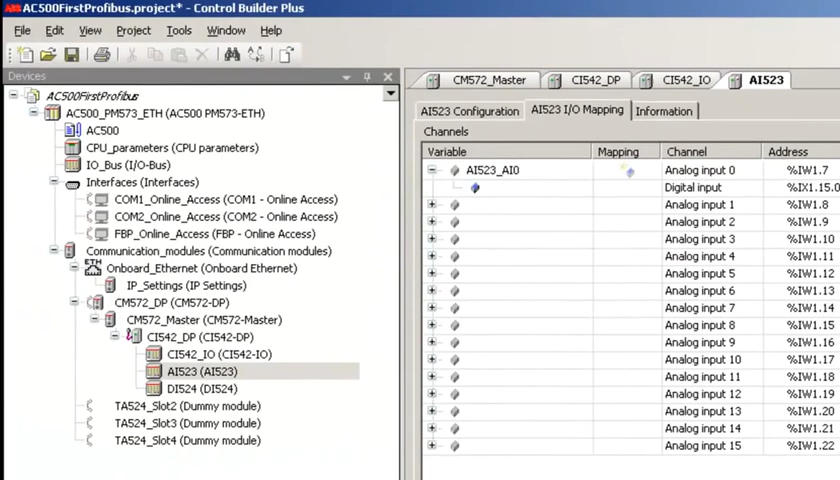 ABB AC500FirstProfibus.project* - Control Builder Plus
File Edit View Project Tools Window Help
Devices
AC500FirstProfibus
AC500_PM573_ETH (AC500 PM573-ETH)
AC500
CPU_parameters (CPU parameters)
IO_Bus (I/O-Bus)
Interfaces (Interfaces)
COM1_Online_Access (COM1 - Online Access)
COM2_Online_Access (COM2 - Online Access)
FBP_Online_Access (FBP - Online Access)
Communication_modules (Communication modules)
ETH Onboard_Ethernet (Onboard Ethernet)
IP_Settings (IP Settings)
CM572_DP (CM572-DP)
CM572_Master (CM572-Master)
CI542_DP (CI542-DP)
CI542_IO (CI542-IO)
AI523 (AI523)
DI524 (DI524)
TA524_Slot2 (Dummy module)
TA524_Slot3 (Dummy module)
TA524_Slot4 (Dummy module)
CM572_Master CI542_DP CI542_IO AI523
AI523 Configuration AI523 I/O Mapping Information
Channels
Variable Mapping Channel Address
AI523_AI0 Analog input 0 %IW1.7
Digital input %IX1.15.0
Analog input 1 %IW1.8
Analog input 2 %IW1.9
Analog input 3 %IW1.10
Analog input 4 %IW1.11
Analog input 5 %IW1.12
Analog input 6 %IW1.13
Analog input 7 %IW1.14
Analog input 8 %IW1.15
Analog input 9 %IW1.16
Analog input 10 %IW1.17
Analog input 11 %IW1.18
Analog input 12 %IW1.19
Analog input 13 %IW1.20
Analog input 14 %IW1.21
Analog input 15 %IW1.22